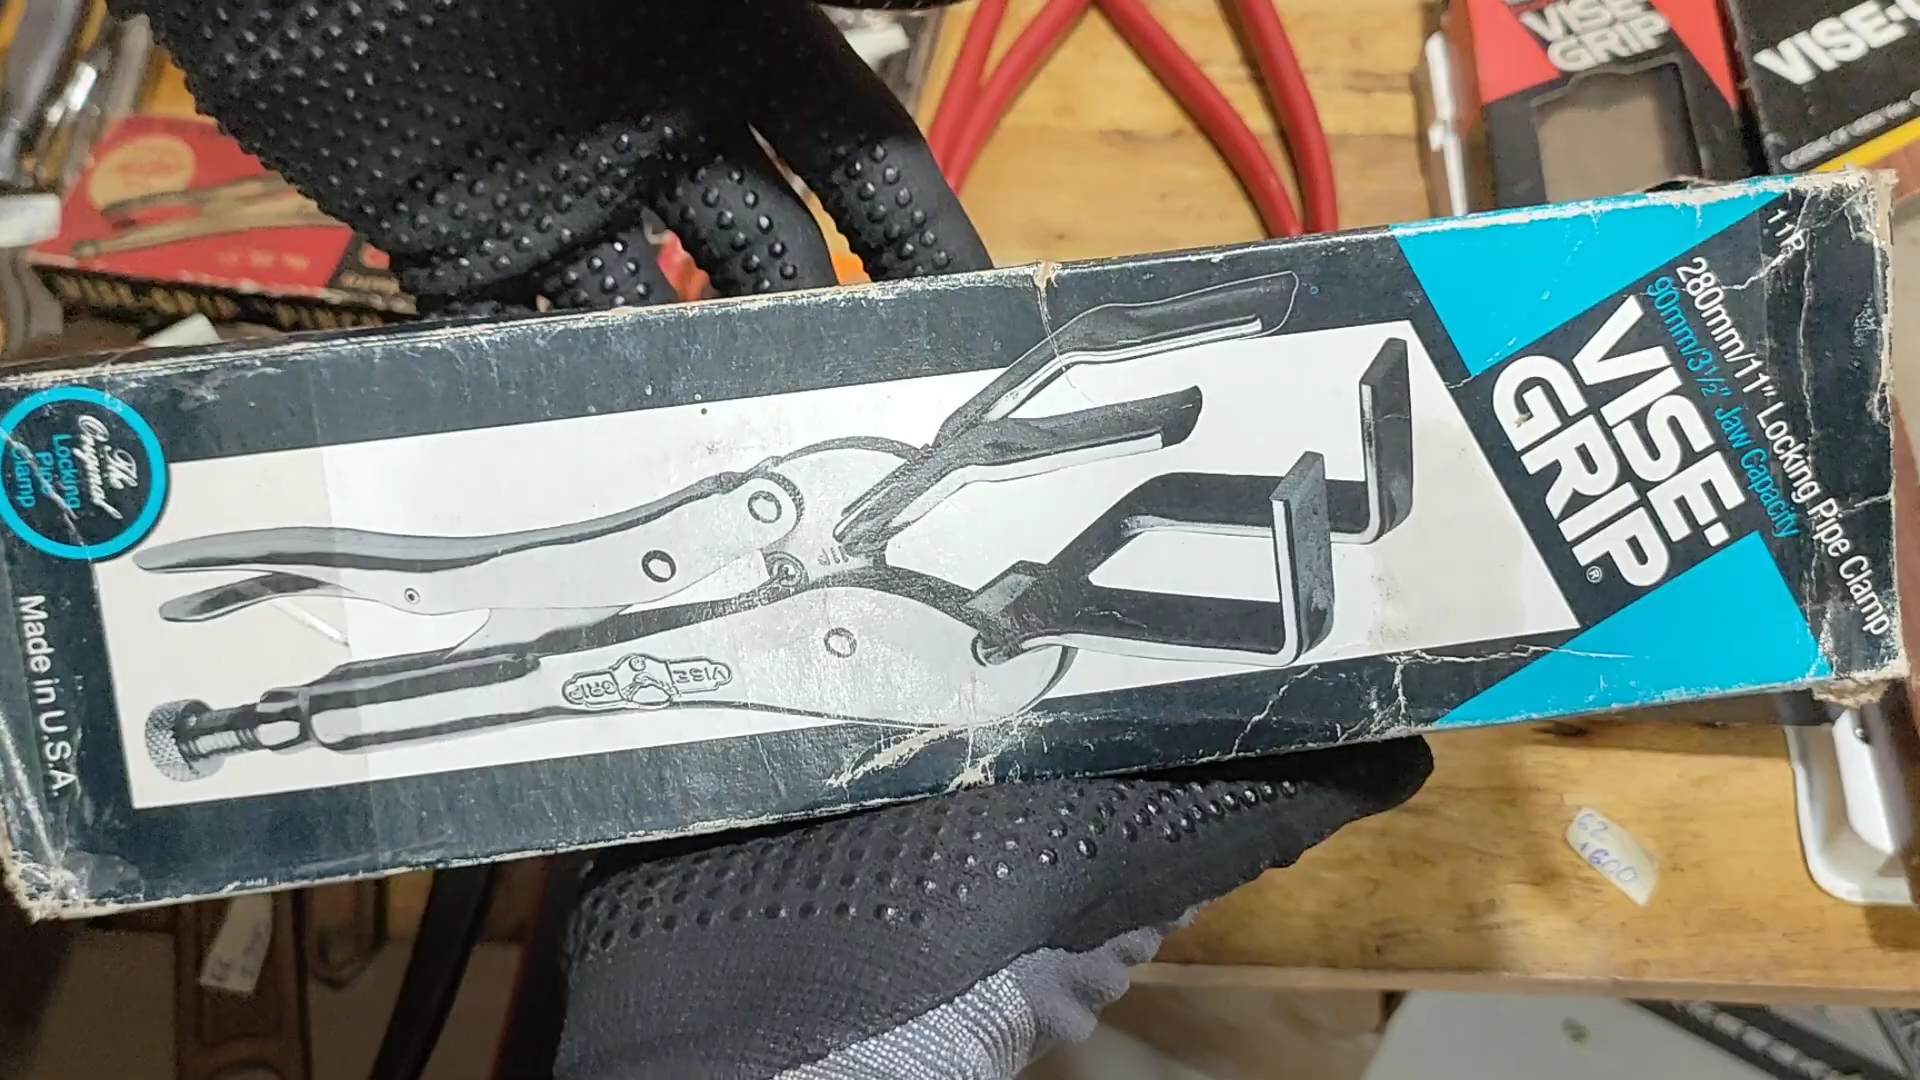 11R
280mm/11" Locking Pipe Clamp
90mm/3½" Jaw Capacity
VISE-
GRIP®
The
Original
Locking
Pipe
Clamp
Made in U.S.A.
VISE
GRIP
VISE
GRIP
VISE-